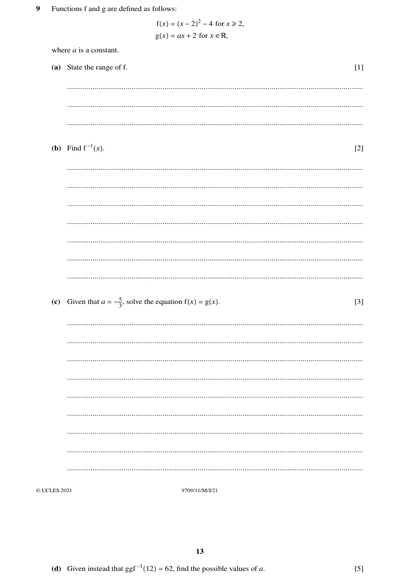 9 Functions f and g are defined as follows:
f(x) = (x − 2)² − 4 for x ⩾ 2,
g(x) = ax + 2 for x ∈ ℝ,
where a is a constant.
(a) State the range of f. [1]
(b) Find f⁻¹(x). [2]
(c) Given that a = −5/3, solve the equation f(x) = g(x). [3]
© UCLES 2021 9709/11/M/J/21
13
(d) Given instead that ggf⁻¹(12) = 62, find the possible values of a. [5]